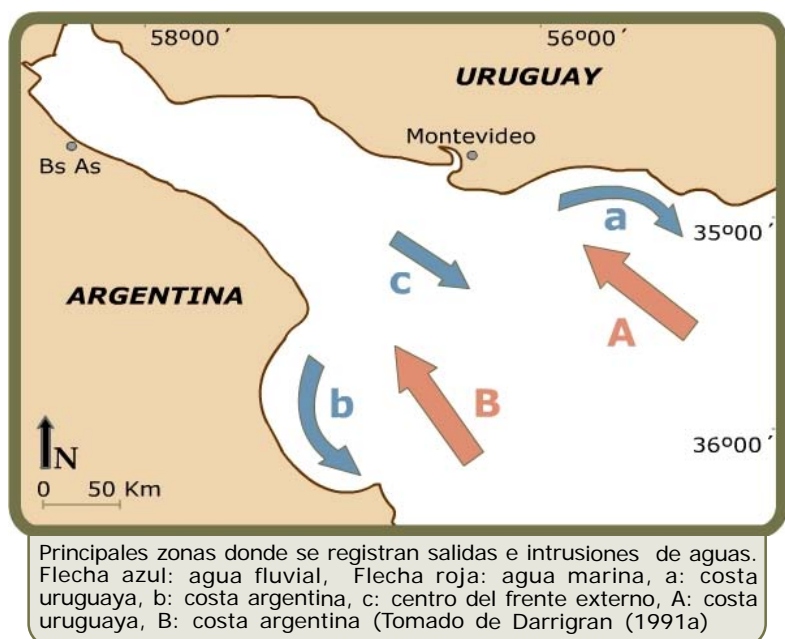 58º00´
56º00´
URUGUAY
Montevideo
Bs As
a
35º00´
c
ARGENTINA
A
b
B
36º00´
N
0 50 Km
Principales zonas donde se registran salidas e intrusiones de aguas.
Flecha azul: agua fluvial, Flecha roja: agua marina, a: costa
uruguaya, b: costa argentina, c: centro del frente externo, A: costa
uruguaya, B: costa argentina (Tomado de Darrigran (1991a)